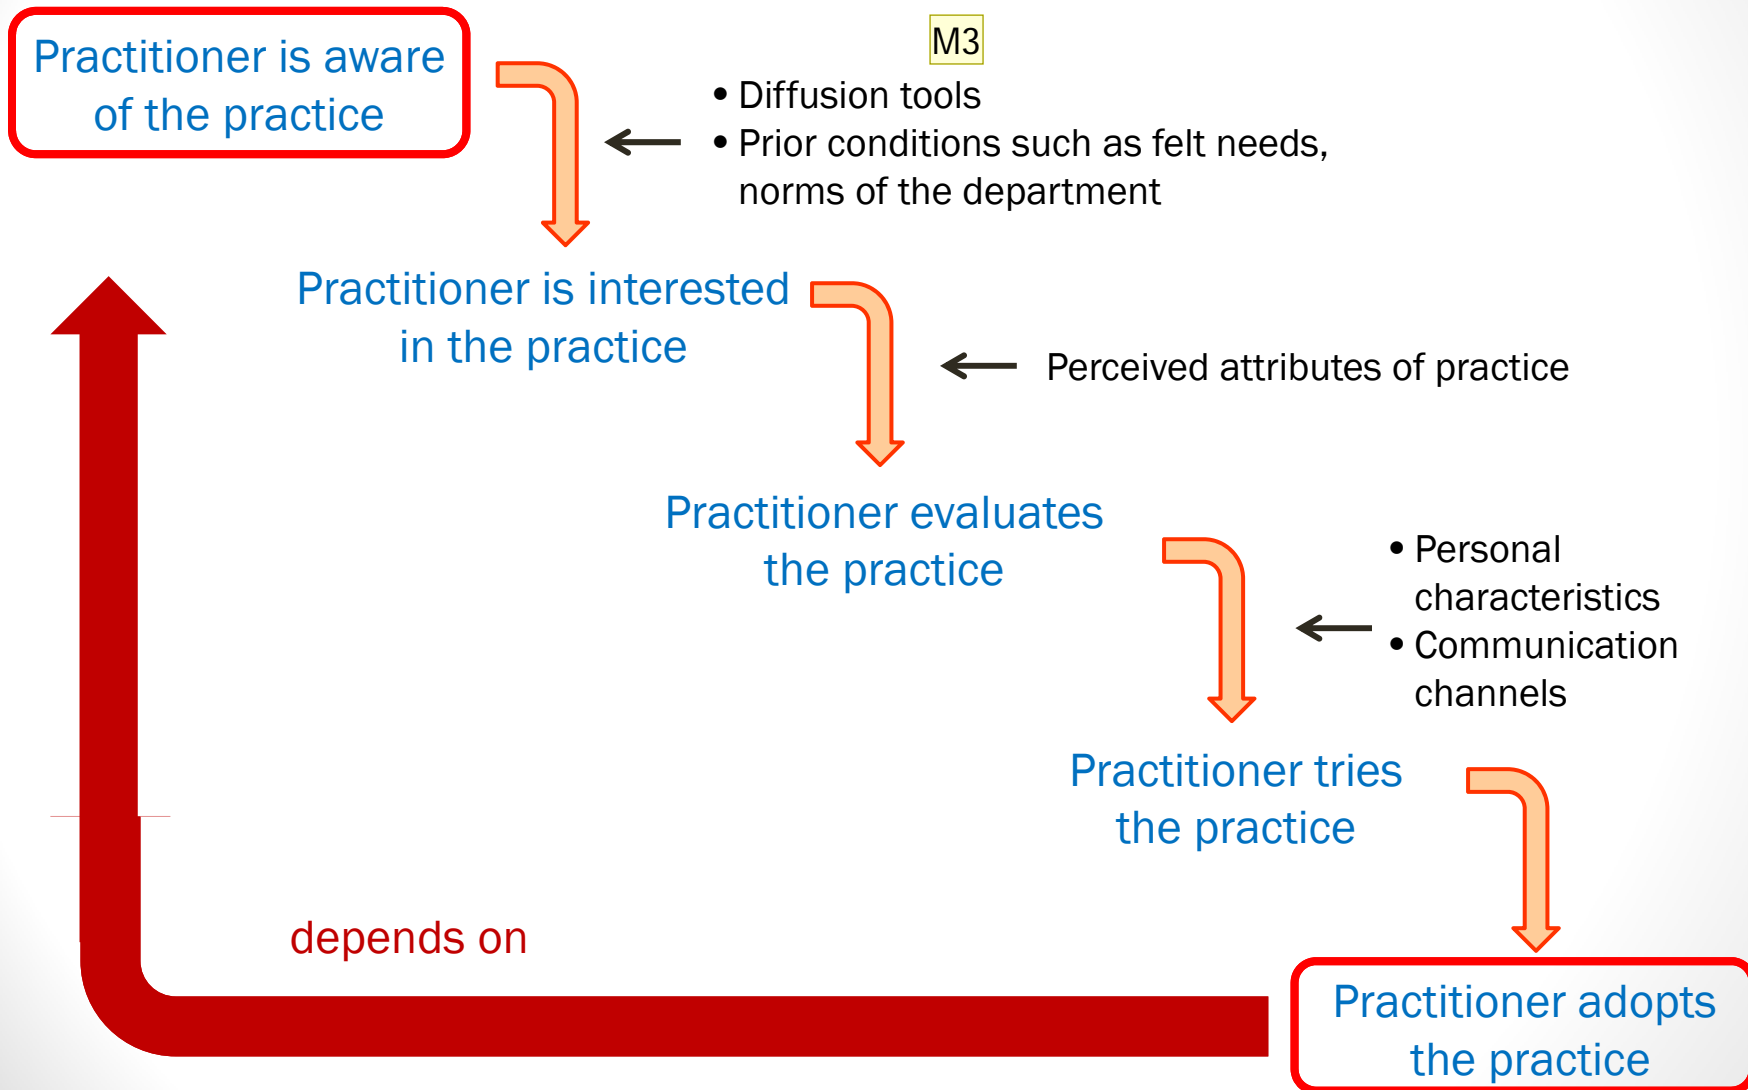 Practitioner is aware
of the practice
M3
• Diffusion tools
• Prior conditions such as felt needs,
norms of the department
Practitioner is interested
in the practice
Perceived attributes of practice
Practitioner evaluates
the practice
• Personal
characteristics
• Communication
channels
Practitioner tries
the practice
depends on
Practitioner adopts
the practice